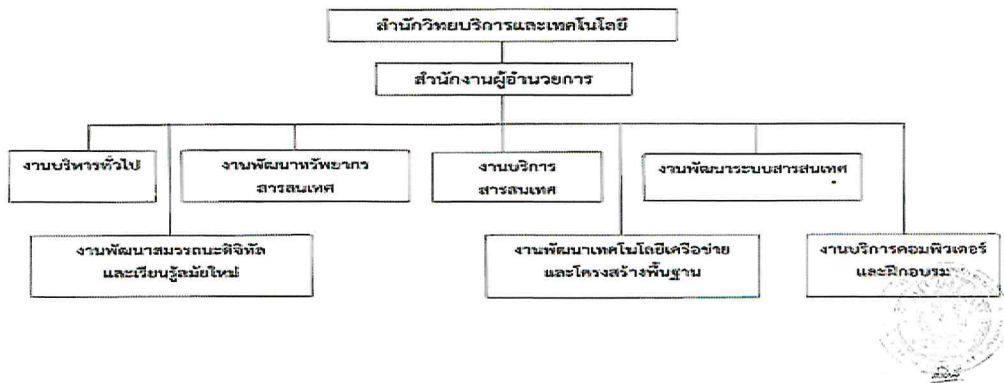 สำนักวิทยบริการและเทคโนโลยี
สำนักงานผู้อำนวยการ
งานบริหารทั่วไป
งานพัฒนาทรัพยากร
สารสนเทศ
งานบริการ
สารสนเทศ
งานพัฒนาระบบสารสนเทศ
งานพัฒนาสมรรถนะดิจิทัล
และเรียนรู้สมัยใหม่
งานพัฒนาเทคโนโลยีเครือข่าย
และโครงสร้างพื้นฐาน
งานบริการคอมพิวเตอร์
และฝึกอบรม